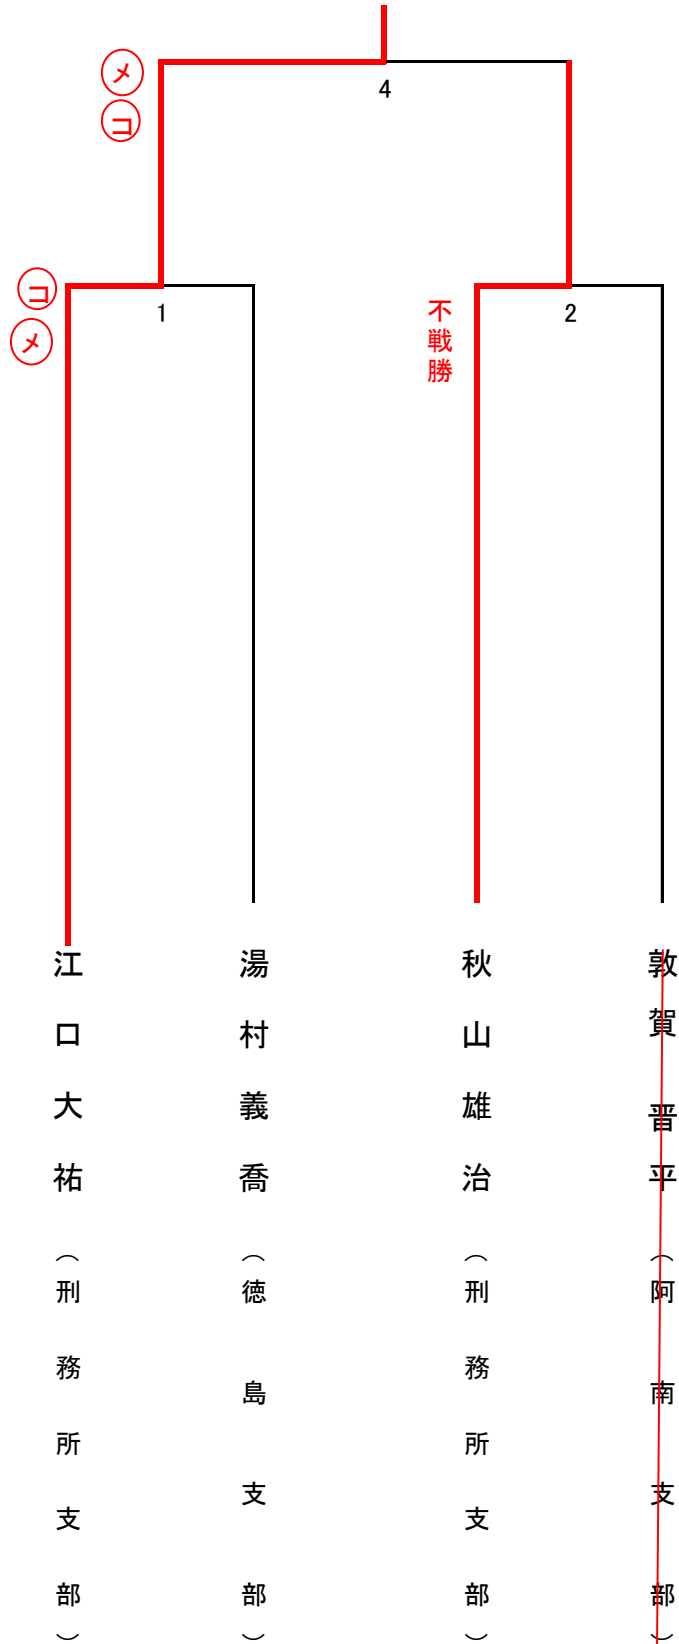 メ
コ
4
コ
メ
1
不戦勝
2
江口大祐（刑務所支部）
湯村義喬（徳島支部）
秋山雄治（刑務所支部）
敦賀晋平（阿南支部）